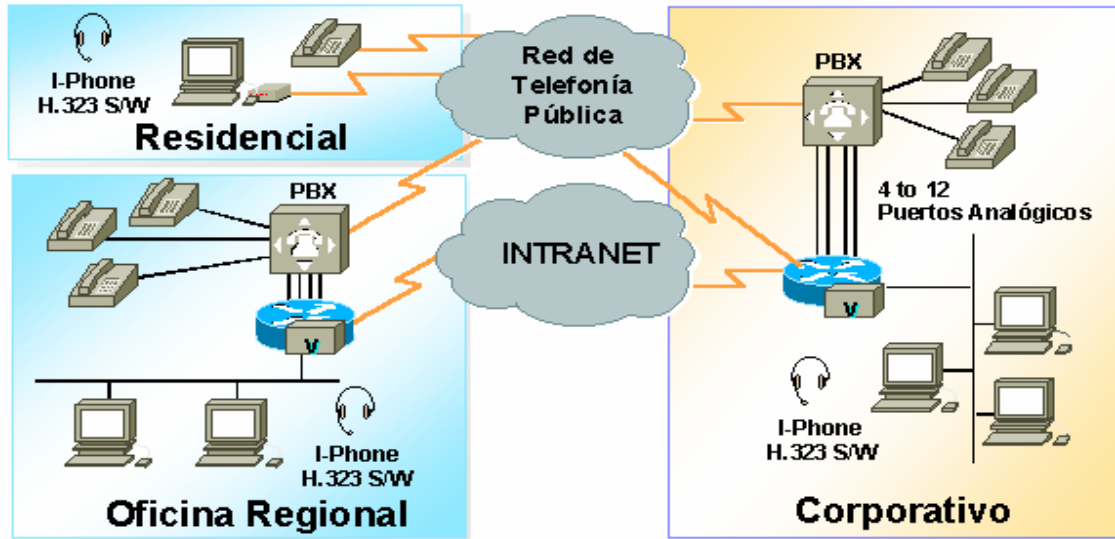 I-Phone
H.323 S/W
Residencial
Red de
Telefonía
Pública
PBX
4 to 12
Puertos Analógicos
PBX
INTRANET
V
V
I-Phone
H.323 S/W
Oficina Regional
I-Phone
H.323 S/W
Corporativo